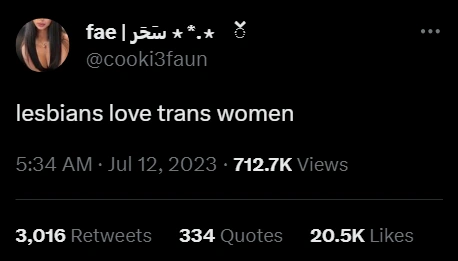 fae | سَحَر ⋆ *.⋆ ⍥
@cooki3faun
lesbians love trans women
5:34 AM · Jul 12, 2023 · 712.7K Views
3,016 Retweets 334 Quotes 20.5K Likes